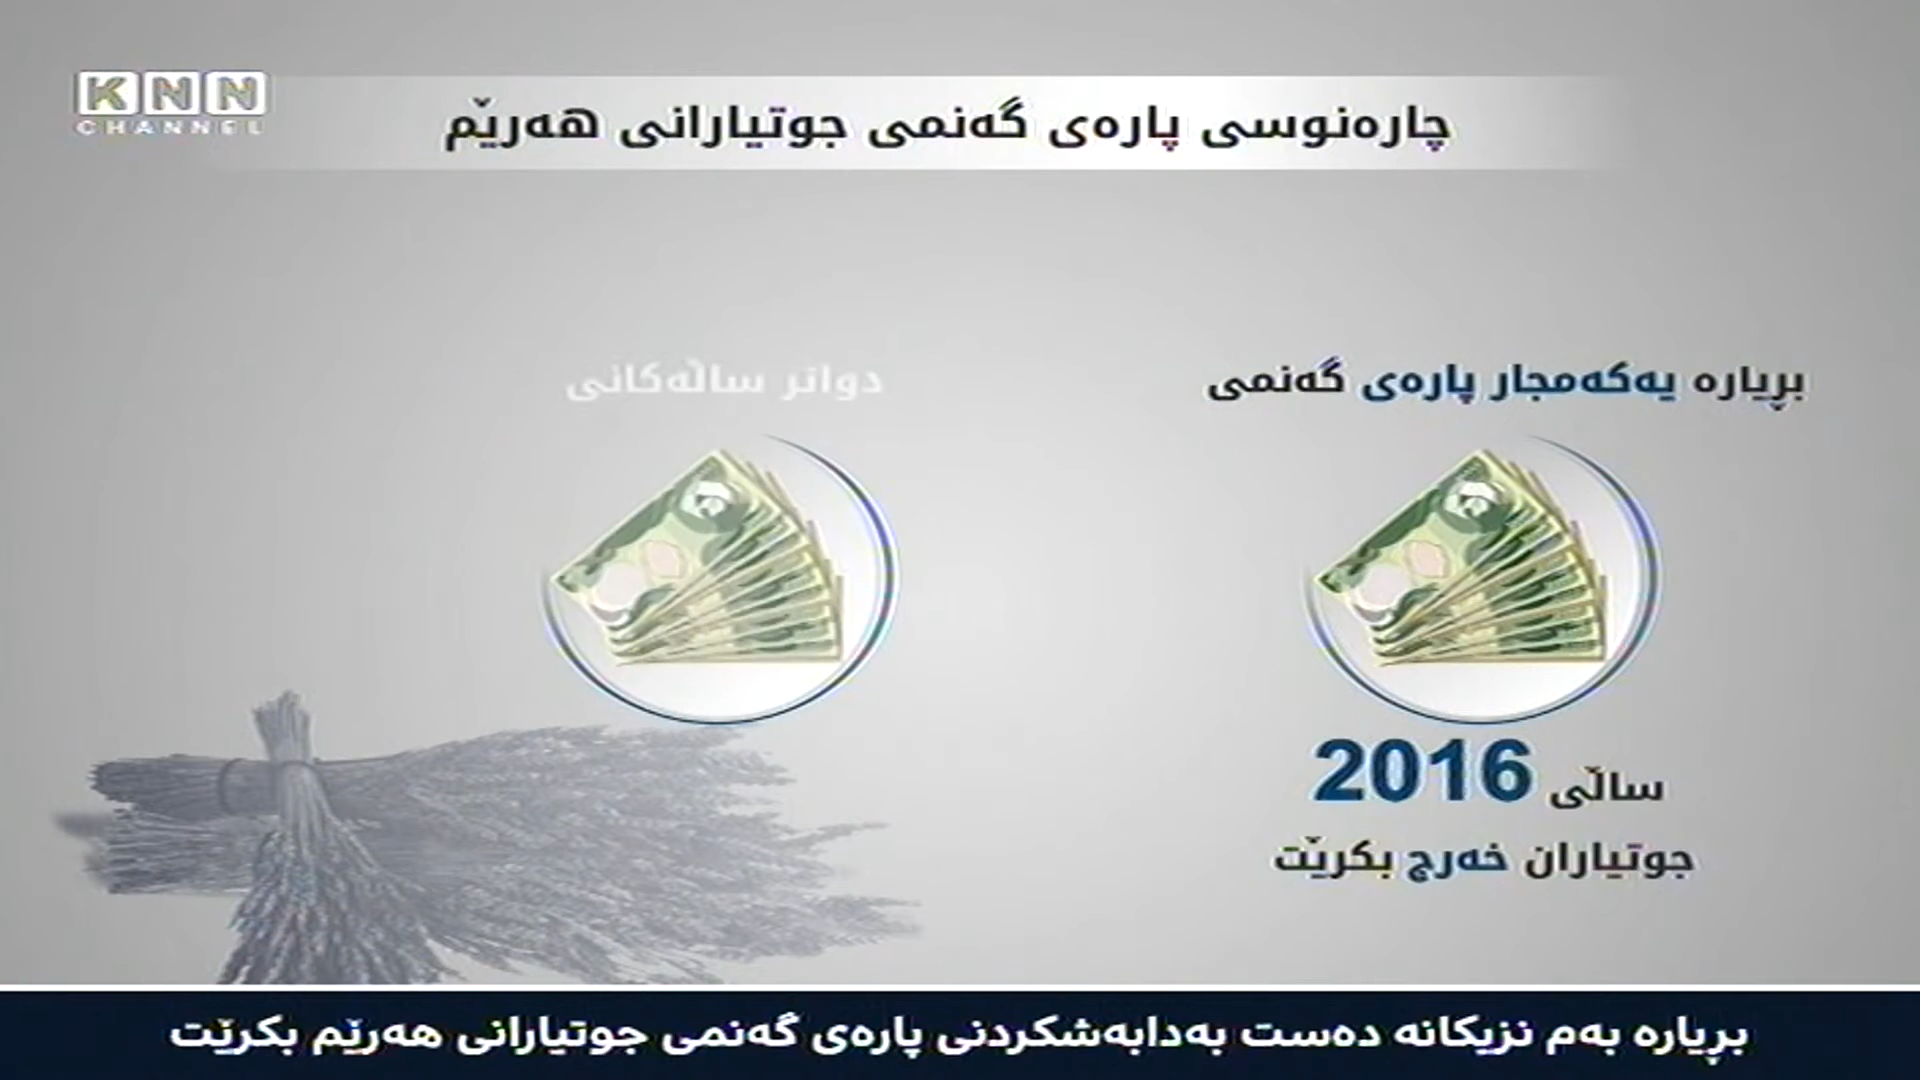 KNN
CHANNEL
چارەنوسی پارەی گەنمی جوتیارانی هەرێم
بڕیارە یەکەمجار پارەی گەنمی
ساڵی 2016
جوتیاران خەرج بکرێت
دواتر ساڵەکانی
بڕیارە بەم نزیکانە دەست بەدابەشکردنی پارەی گەنمی جوتیارانی هەرێم بکرێت